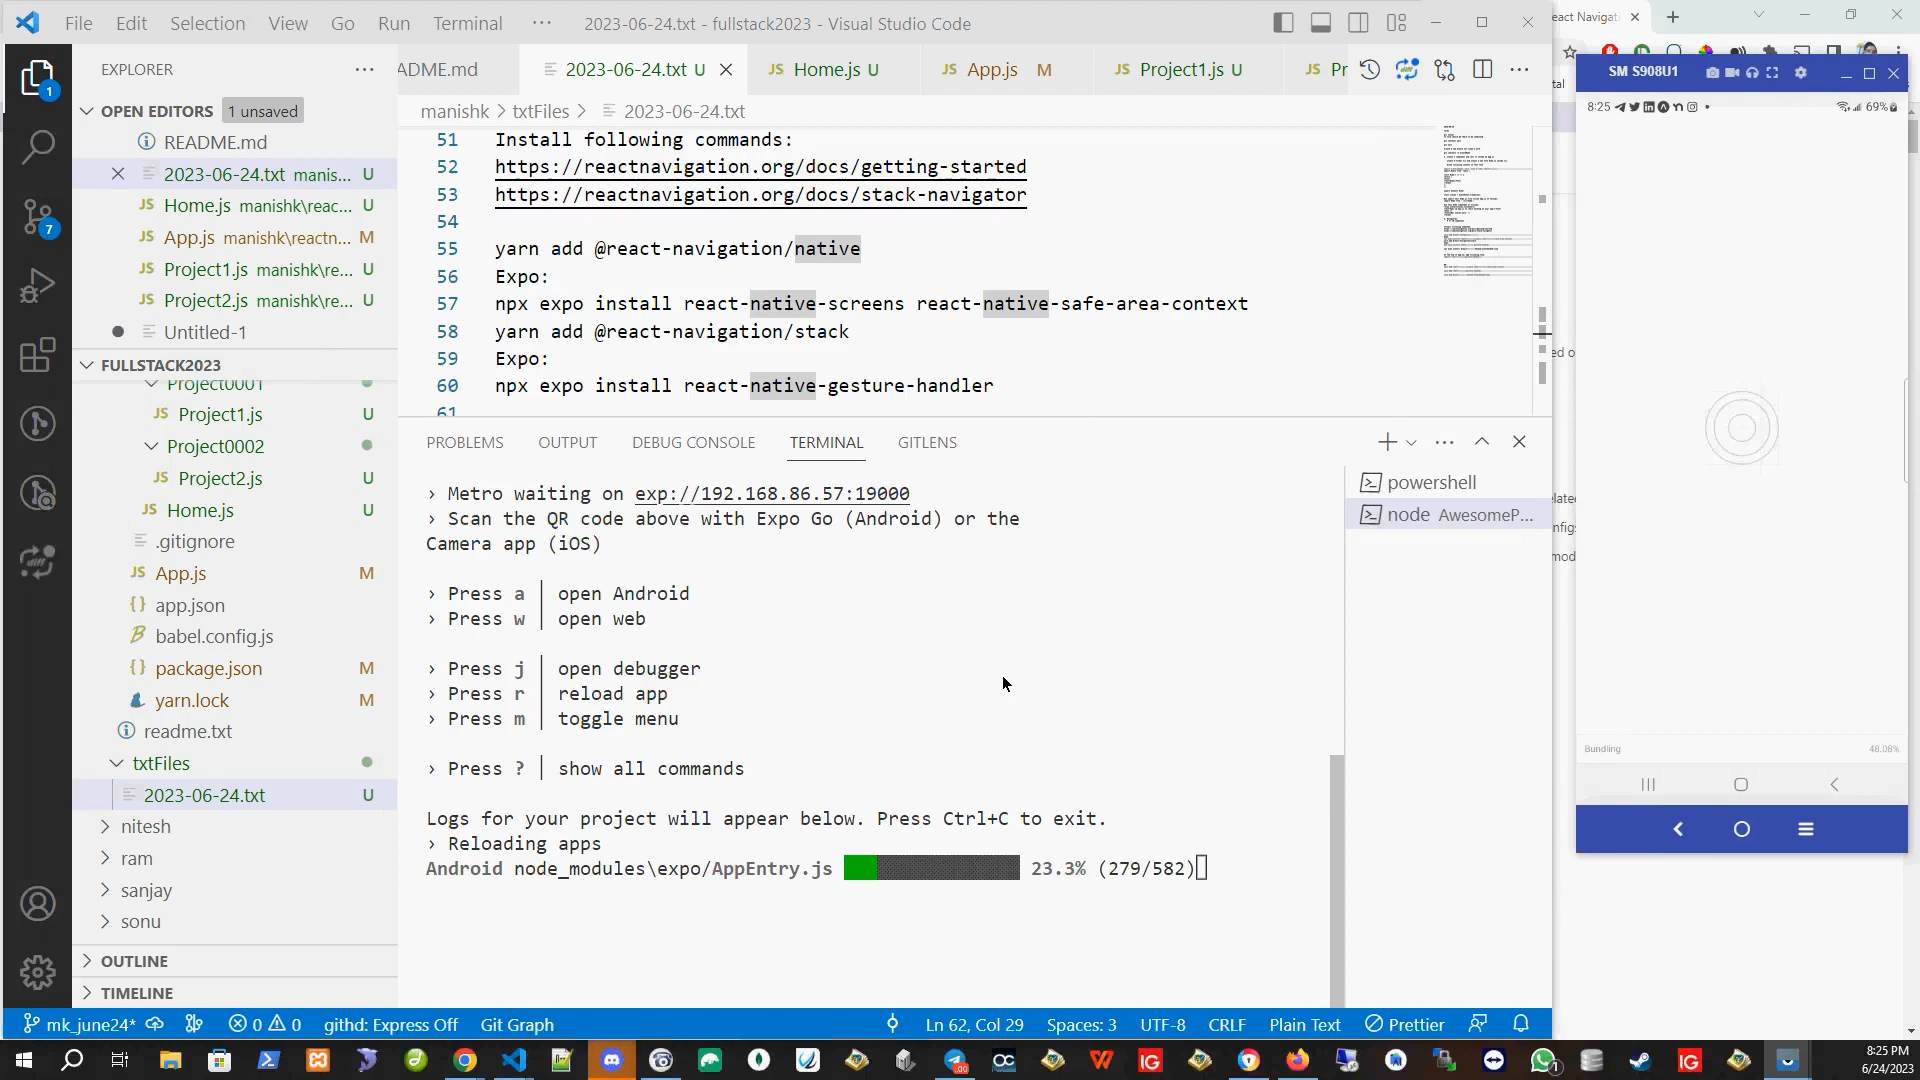 File Edit Selection View Go Run Terminal ··· 2023-06-24.txt - fullstack2023 - Visual Studio Code
EXPLORER
OPEN EDITORS 1 unsaved
README.md
2023-06-24.txt manis... U
Home.js manishk\reac... U
App.js manishk\reactn... M
Project1.js manishk\re... U
Project2.js manishk\re... U
Untitled-1
FULLSTACK2023
Project0001
Project1.js U
Project0002
Project2.js U
Home.js U
.gitignore
App.js M
app.json
babel.config.js
package.json M
yarn.lock M
readme.txt
txtFiles
2023-06-24.txt U
nitesh
ram
sanjay
sonu
OUTLINE
TIMELINE
ADME.md 2023-06-24.txt U Home.js U App.js M Project1.js U Pr
manishk > txtFiles > 2023-06-24.txt
51 Install following commands:
52 https://reactnavigation.org/docs/getting-started
53 https://reactnavigation.org/docs/stack-navigator
54
55 yarn add @react-navigation/native
56 Expo:
57 npx expo install react-native-screens react-native-safe-area-context
58 yarn add @react-navigation/stack
59 Expo:
60 npx expo install react-native-gesture-handler
61
PROBLEMS OUTPUT DEBUG CONSOLE TERMINAL GITLENS
powershell
node AwesomeP...
› Metro waiting on exp://192.168.86.57:19000
› Scan the QR code above with Expo Go (Android) or the
Camera app (iOS)
› Press a │ open Android
› Press w │ open web
› Press j │ open debugger
› Press r │ reload app
› Press m │ toggle menu
› Press ? │ show all commands
Logs for your project will appear below. Press Ctrl+C to exit.
› Reloading apps
Android node_modules\expo/AppEntry.js 23.3% (279/582)
mk_june24* 0 0 githd: Express Off Git Graph Ln 62, Col 29 Spaces: 3 UTF-8 CRLF Plain Text Prettier
eact Navigati
SM S908U1
8:25 69%
Bundling 48.08%
8:25 PM
6/24/2023